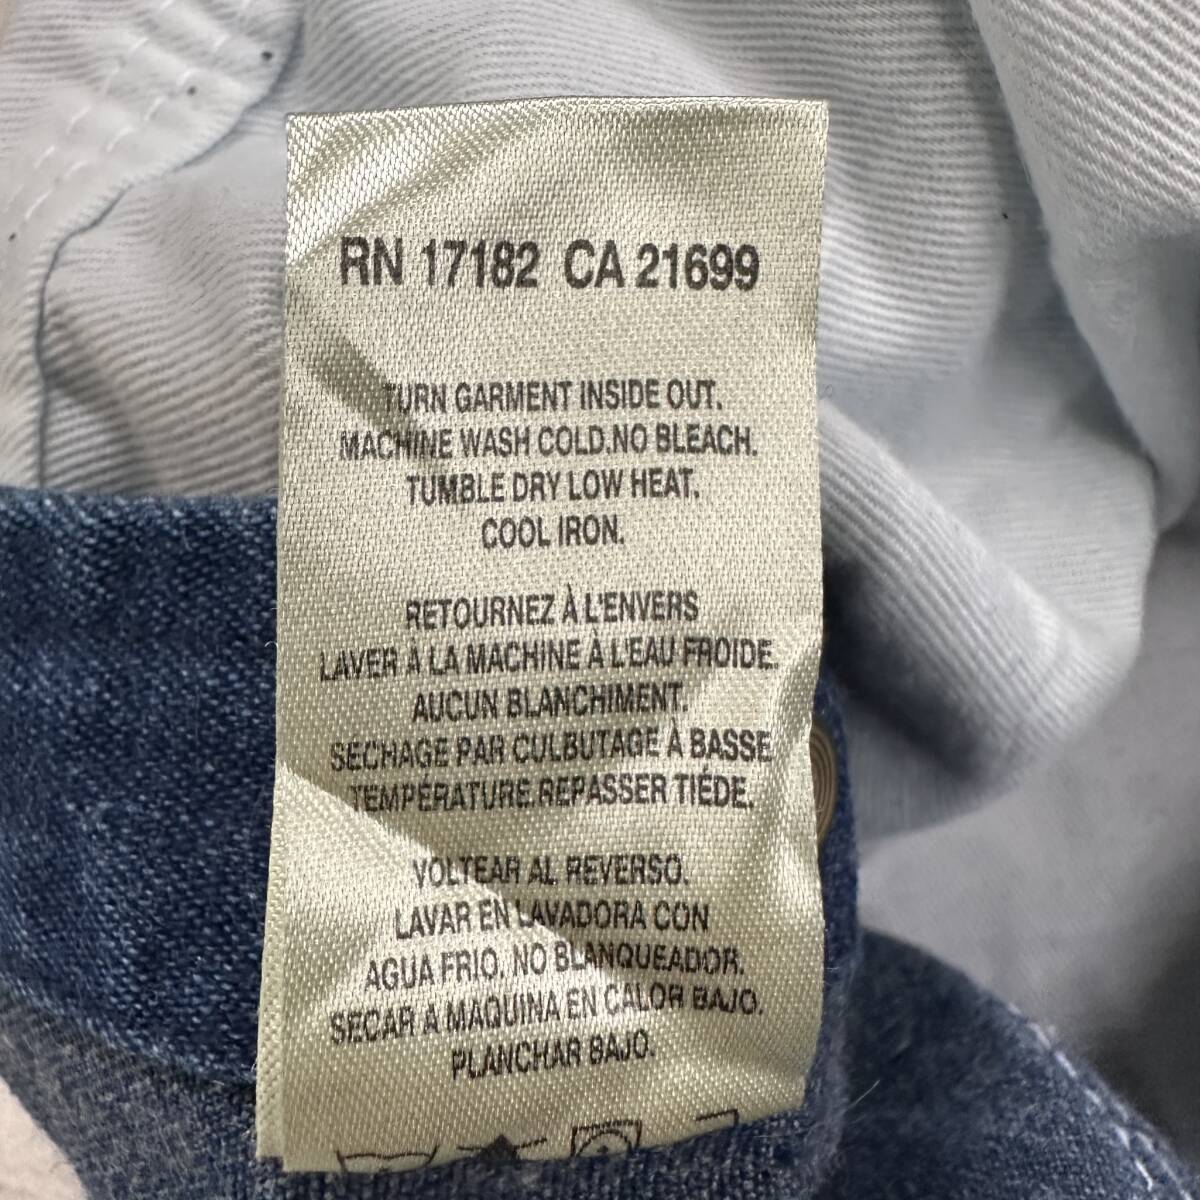 RN 17182 CA 21699
TURN GARMENT INSIDE OUT.
MACHINE WASH COLD.NO BLEACH.
TUMBLE DRY LOW HEAT.
COOL IRON.
RETOURNEZ À L'ENVERS
LAVER À LA MACHINE À L'EAU FROIDE.
AUCUN BLANCHIMENT.
SECHAGE PAR CULBUTAGE À BASSE
TEMPÉRATURE.REPASSER TIÉDE.
VOLTEAR AL REVERSO.
LAVAR EN LAVADORA CON
AGUA FRIO. NO BLANQUEADOR.
SECAR A MAQUINA EN CALOR BAJO.
PLANCHAR BAJO.